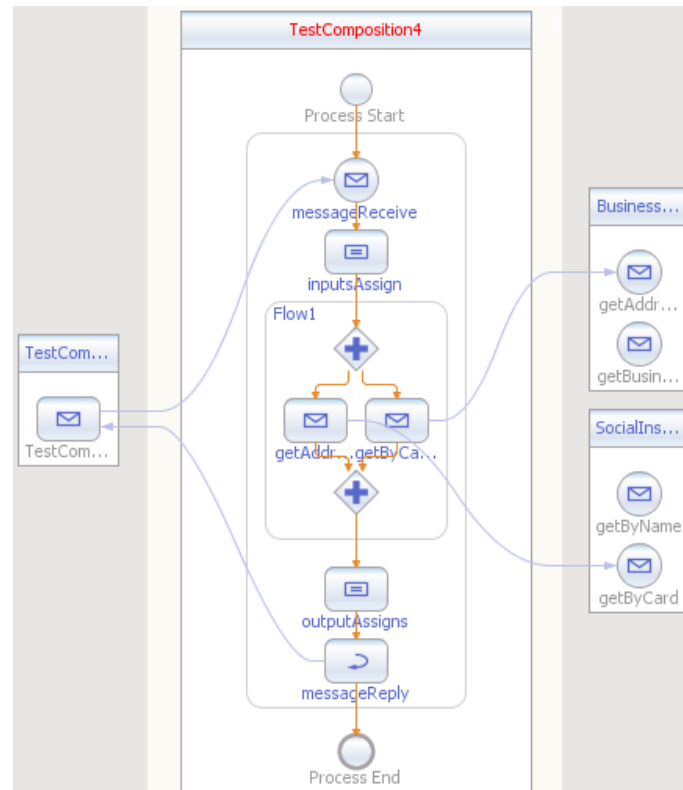 TestComposition4
Process Start
messageReceive
inputsAssign
Flow1
getAddr...
getByCa...
outputAssigns
messageReply
Process End
TestCom...
TestCom...
Business...
getAddr...
getBusin...
SocialIns...
getByName
getByCard